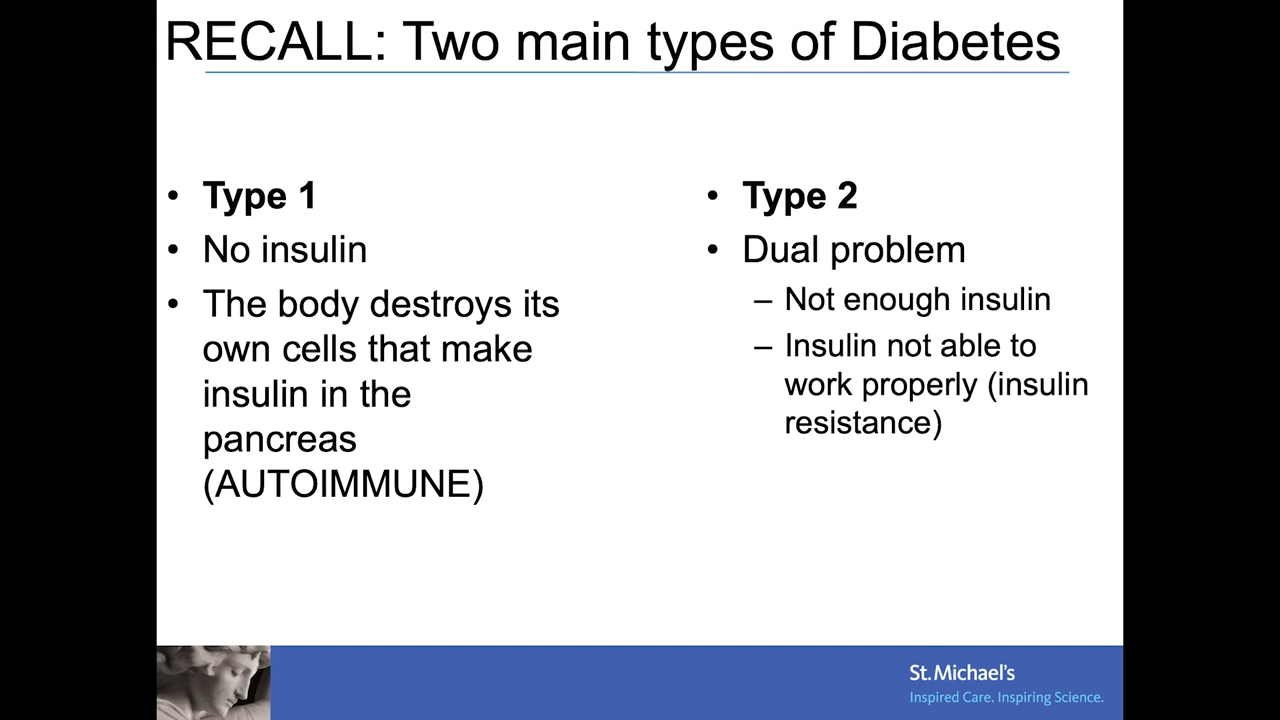 RECALL: Two main types of Diabetes
• Type 1
• No insulin
• The body destroys its
own cells that make
insulin in the
pancreas
(AUTOIMMUNE)
• Type 2
• Dual problem
– Not enough insulin
– Insulin not able to
work properly (insulin
resistance)
St. Michael's
Inspired Care. Inspiring Science.